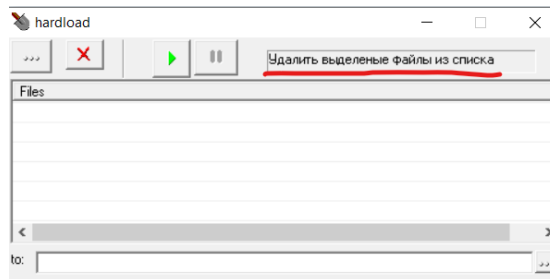 hardload
...
Удалить выделеные файлы из списка
Files
to:
...